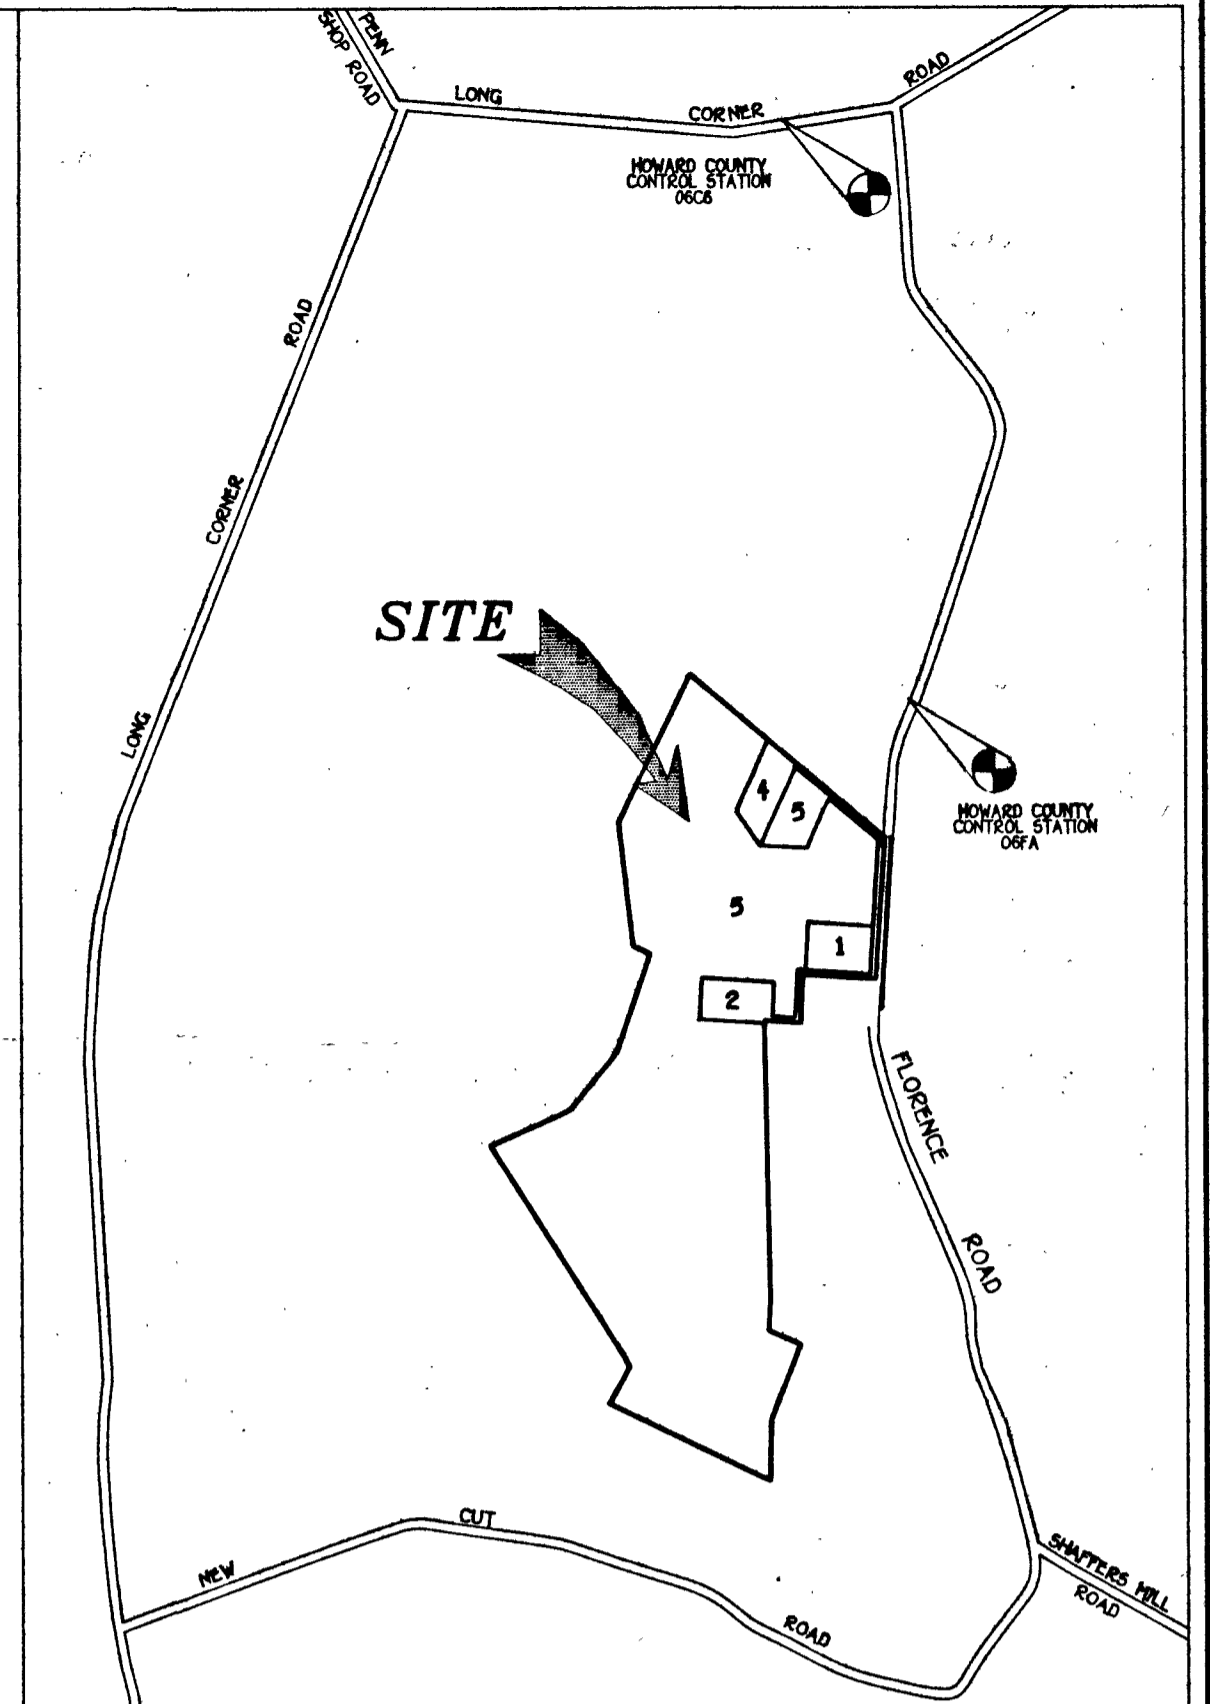 PENN
SHOP ROAD
LONG
CORNER
ROAD
HOWARD COUNTY
CONTROL STATION
06C6
ROAD
CORNER
LONG
SITE
4
5
HOWARD COUNTY
CONTROL STATION
06FA
5
1
2
FLORENCE
ROAD
NEW
CUT
ROAD
SHAFFERS MILL
ROAD